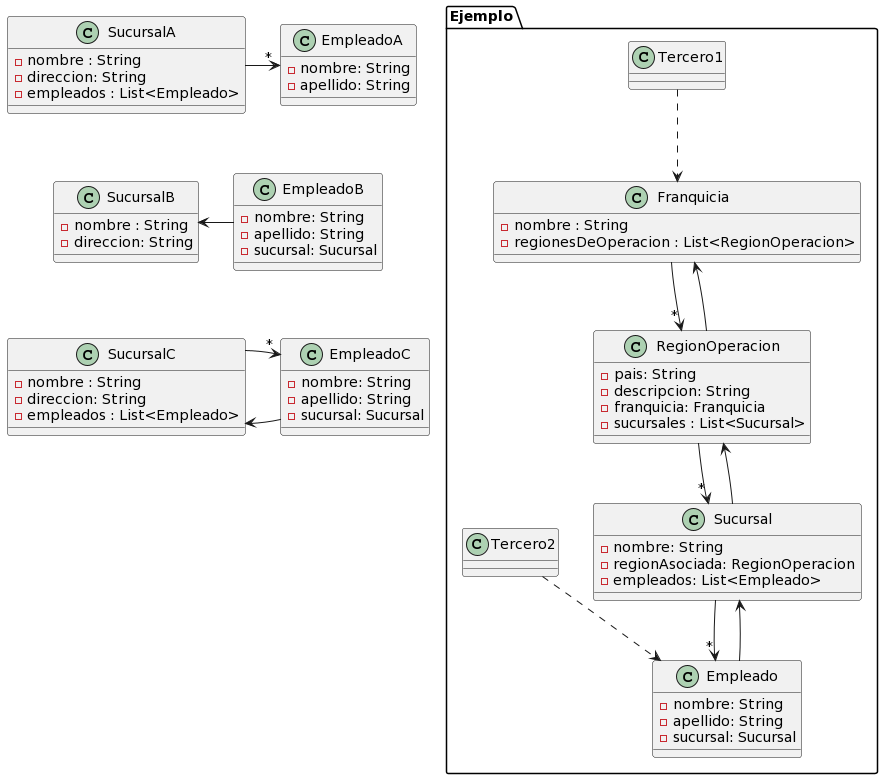 SucursalA
nombre : String
direccion: String
empleados : List<Empleado>
*
EmpleadoA
nombre: String
apellido: String
SucursalB
nombre : String
direccion: String
EmpleadoB
nombre: String
apellido: String
sucursal: Sucursal
SucursalC
nombre : String
direccion: String
empleados : List<Empleado>
*
EmpleadoC
nombre: String
apellido: String
sucursal: Sucursal
Ejemplo
Tercero1
Franquicia
nombre : String
regionesDeOperacion : List<RegionOperacion>
*
RegionOperacion
pais: String
descripcion: String
franquicia: Franquicia
sucursales : List<Sucursal>
*
Tercero2
Sucursal
nombre: String
regionAsociada: RegionOperacion
empleados: List<Empleado>
*
Empleado
nombre: String
apellido: String
sucursal: Sucursal